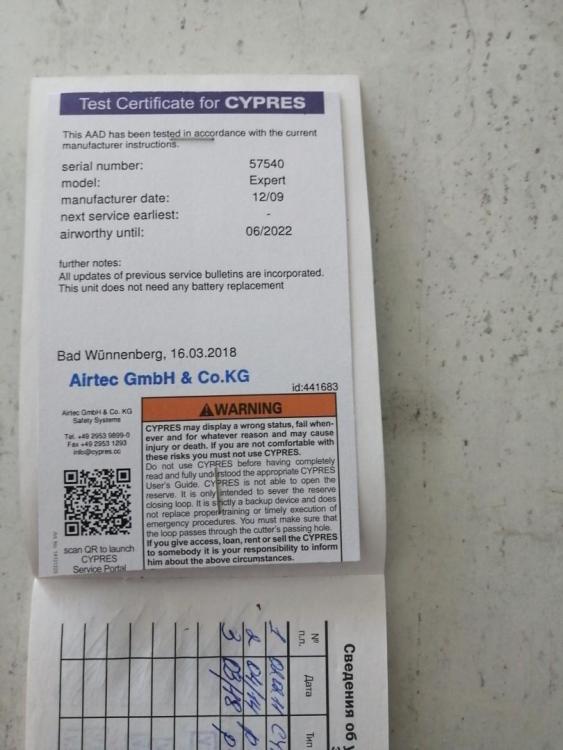 Test Certificate for CYPRES
This AAD has been tested in accordance with the current
manufacturer instructions.
serial number: 57540
model: Expert
manufacturer date: 12/09
next service earliest: -
airworthy until: 06/2022
further notes:
All updates of previous service bulletins are incorporated.
This unit does not need any battery replacement
Bad Wünnenberg, 16.03.2018
Airtec GmbH & Co.KG
id:441683
Airtec GmbH & Co. KG
Safety Systems
Tel. +49 2953 9899-0
Fax +49 2953 1293
info@cypres.cc
scan QR to launch
CYPRES
Service Portal
WARNING
CYPRES may display a wrong status, fail when-
ever and for whatever reason and may cause
injury or death. If you are not comfortable with
these risks you must not use CYPRES.
Do not use CYPRES before having completely
read and fully understood the appropriate CYPRES
User's Guide. CYPRES is not able to open the
reserve. It is only intended to sever the reserve
closing loop. It is strictly a backup device and does
not replace proper training or timely execution of
emergency procedures. You must make sure that
the loop passes through the cutter's passing hole.
If you give access, loan, rent or sell the CYPRES
to somebody it is your responsibility to inform
him about the above circumstances.
Сведения об
№
п.п.
Дата
Тип
1
2 04/14
3 03/18